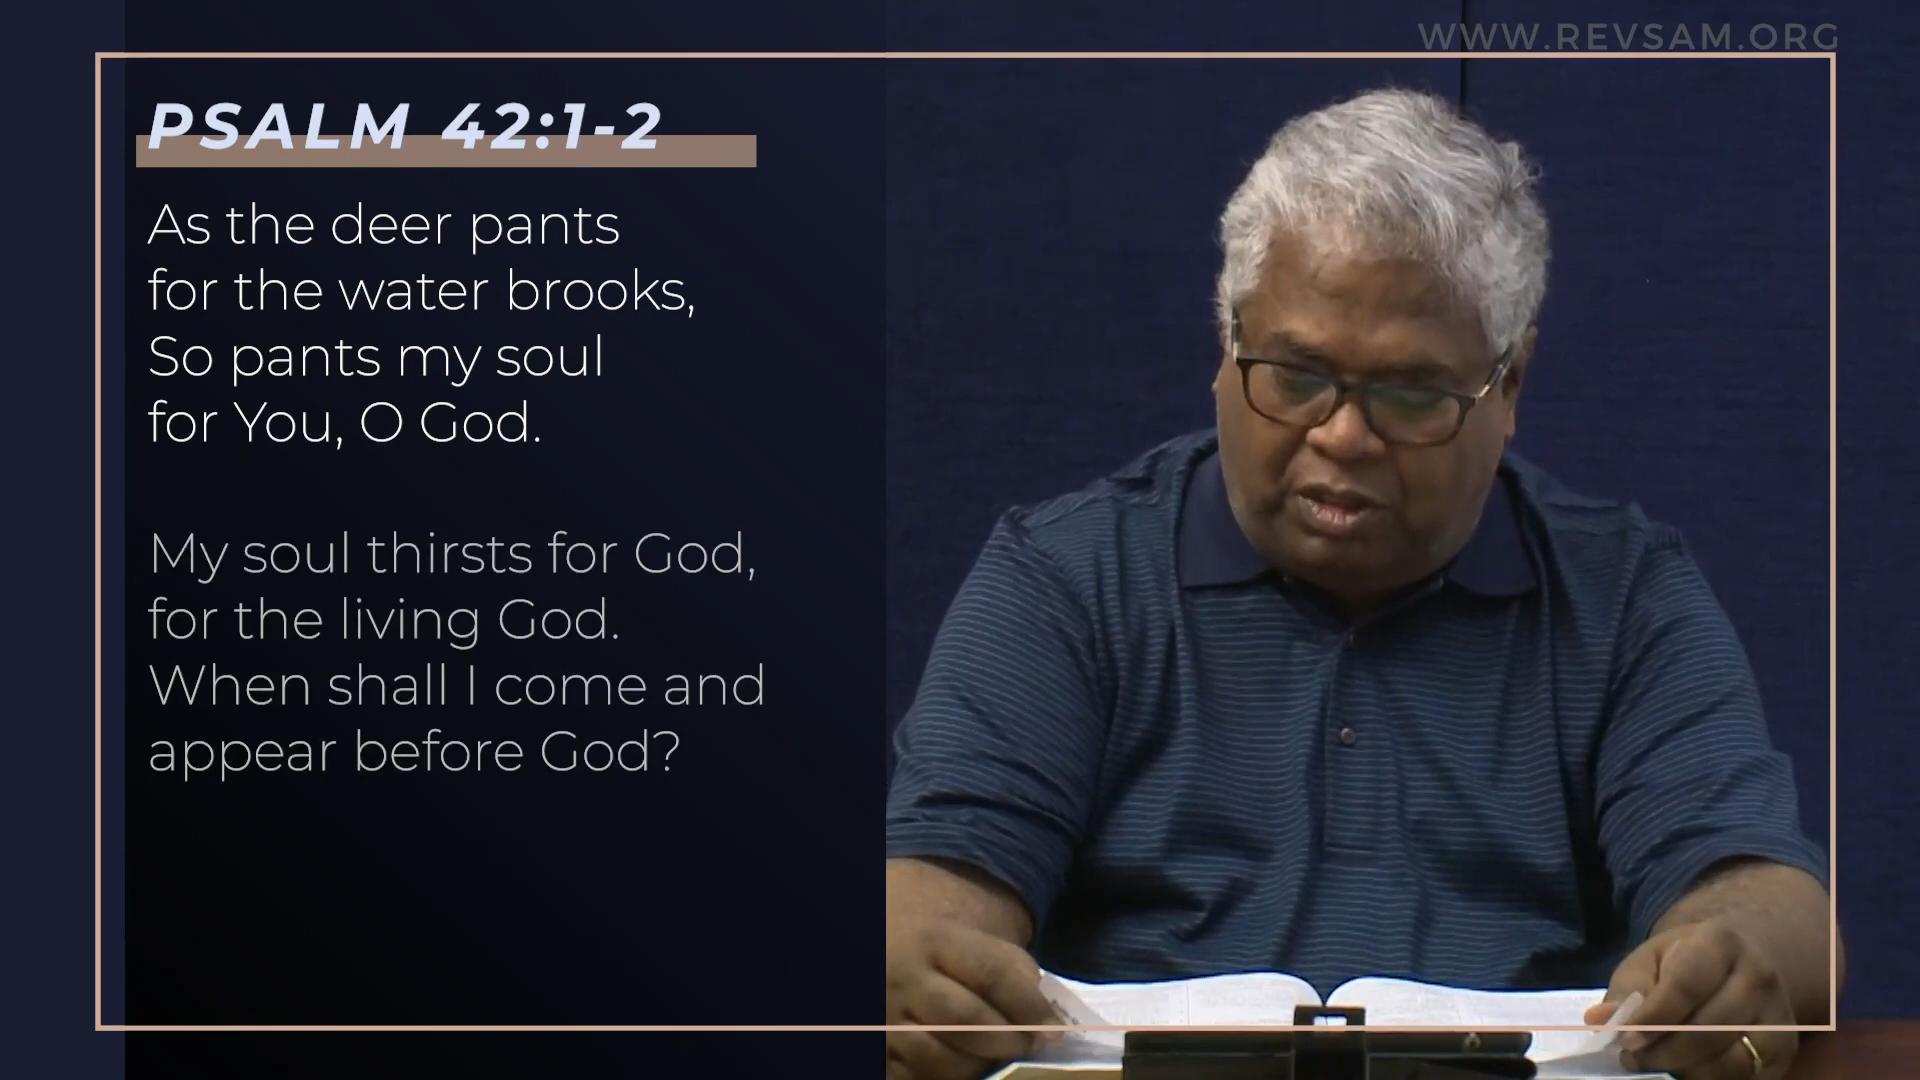 WWW.REVSAM.ORG
PSALM 42:1-2
As the deer pants
for the water brooks,
So pants my soul
for You, O God.
My soul thirsts for God,
for the living God.
When shall I come and
appear before God?